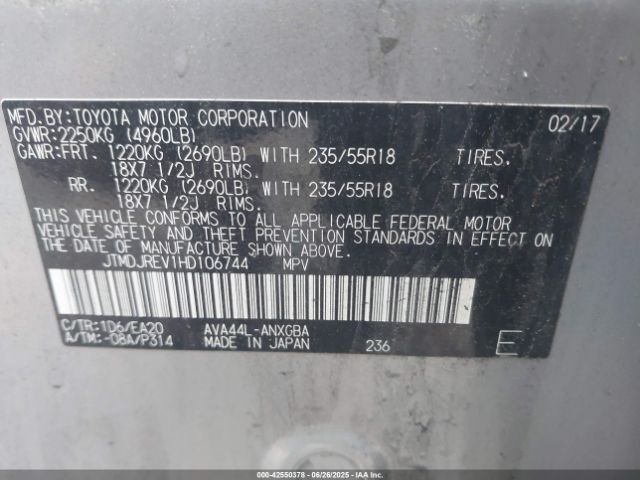 MFD.BY:TOYOTA MOTOR CORPORATION 02/17
GVWR:2250KG (4960LB)
GAWR:FRT. 1220KG (2690LB) WITH 235/55R18 TIRES.
18X7 1/2J RIMS.
RR. 1220KG (2690LB) WITH 235/55R18 TIRES.
18X7 1/2J RIMS.
THIS VEHICLE CONFORMS TO ALL APPLICABLE FEDERAL MOTOR
VEHICLE SAFETY AND THEFT PREVENTION STANDARDS IN EFFECT ON
THE DATE OF MANUFACTURE SHOWN ABOVE.
JTMDJREV1HD106744 MPV
C/TR:1D6/EA20 AVA44L-ANXGBA
A/TM:-08A/P314 MADE IN JAPAN 236 E
000-42550378 - 06/26/2025 - IAAI.COM